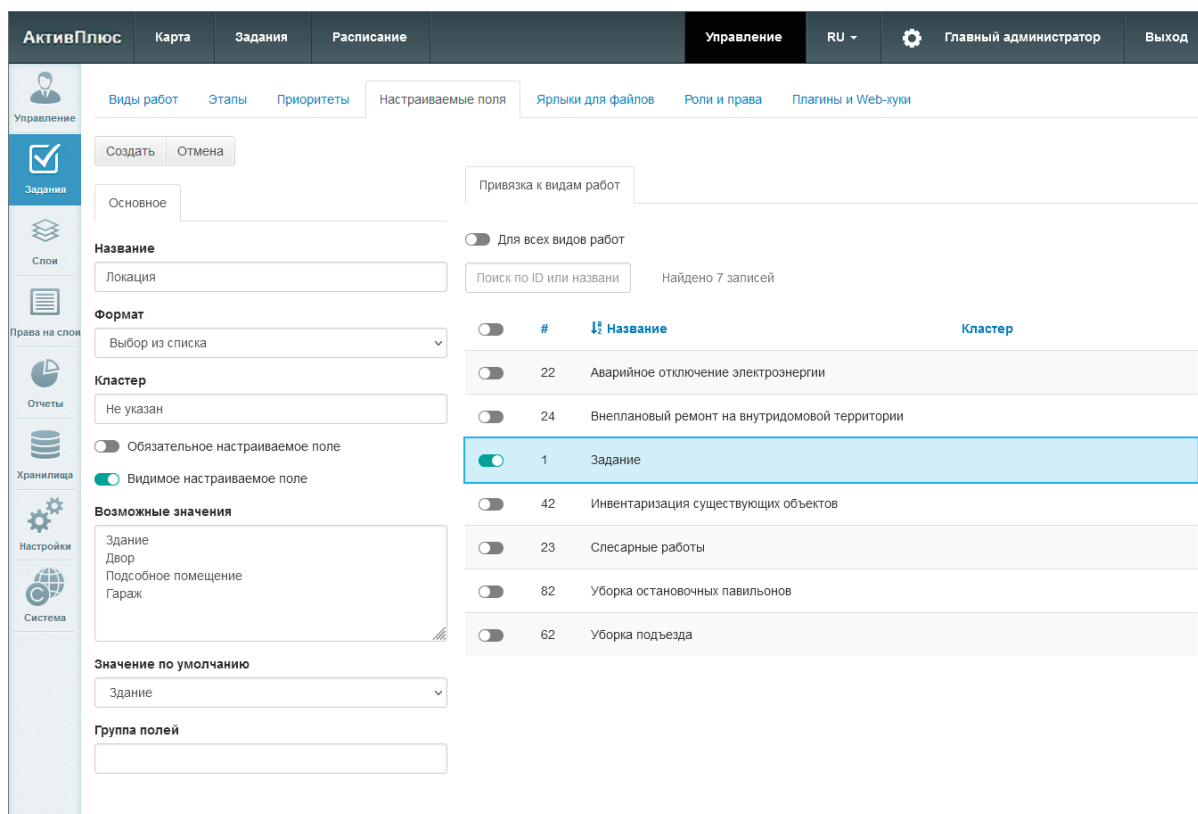 АктивПлюс Карта Задания Расписание Управление RU Главный администратор Выход
Управление
Задания
Слои
Права на слои
Отчеты
Хранилища
Настройки
Система
Виды работ Этапы Приоритеты Настраиваемые поля Ярлыки для файлов Роли и права Плагины и Web-хуки
Создать Отмена
Основное
Название
Локация
Формат
Выбор из списка
Кластер
Не указан
Обязательное настраиваемое поле
Видимое настраиваемое поле
Возможные значения
Здание
Двор
Подсобное помещение
Гараж
Значение по умолчанию
Здание
Группа полей
Привязка к видам работ
Для всех видов работ
Поиск по ID или названи Найдено 7 записей
# Название Кластер
22 Аварийное отключение электроэнергии
24 Внеплановый ремонт на внутридомовой территории
1 Задание
42 Инвентаризация существующих объектов
23 Слесарные работы
82 Уборка остановочных павильонов
62 Уборка подъезда